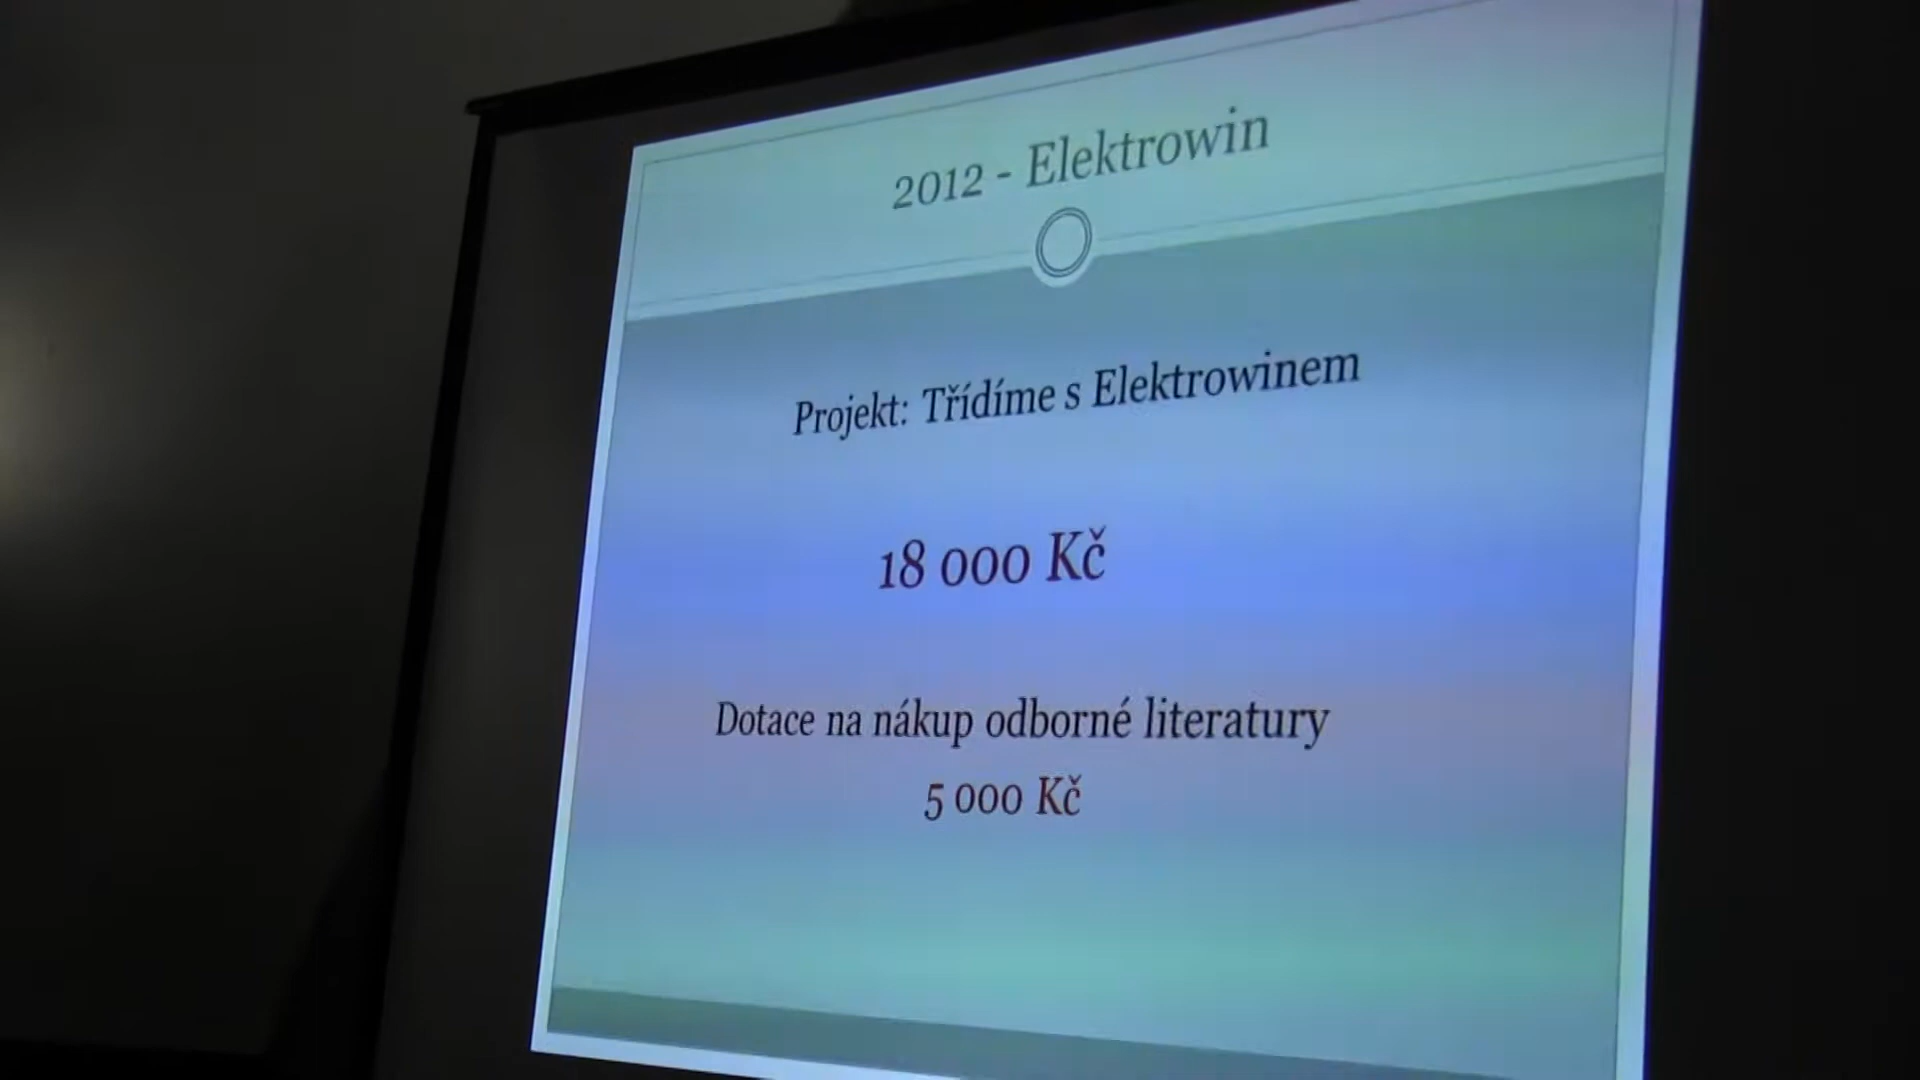 2012 - Elektrowin
Projekt: Třídíme s Elektrowinem
18 000 Kč
Dotace na nákup odborné literatury
5 000 Kč